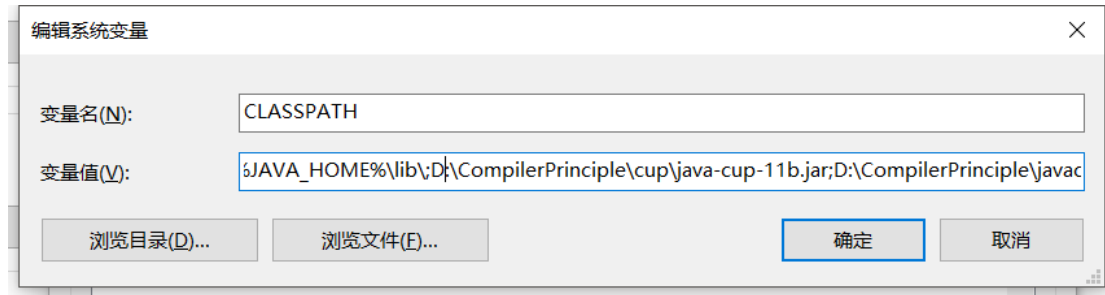 编辑系统变量
变量名(N):
CLASSPATH
变量值(V):
%JAVA_HOME%\lib\;D:\CompilerPrinciple\cup\java-cup-11b.jar;D:\CompilerPrinciple\javac
浏览目录(D)...
浏览文件(F)...
确定
取消